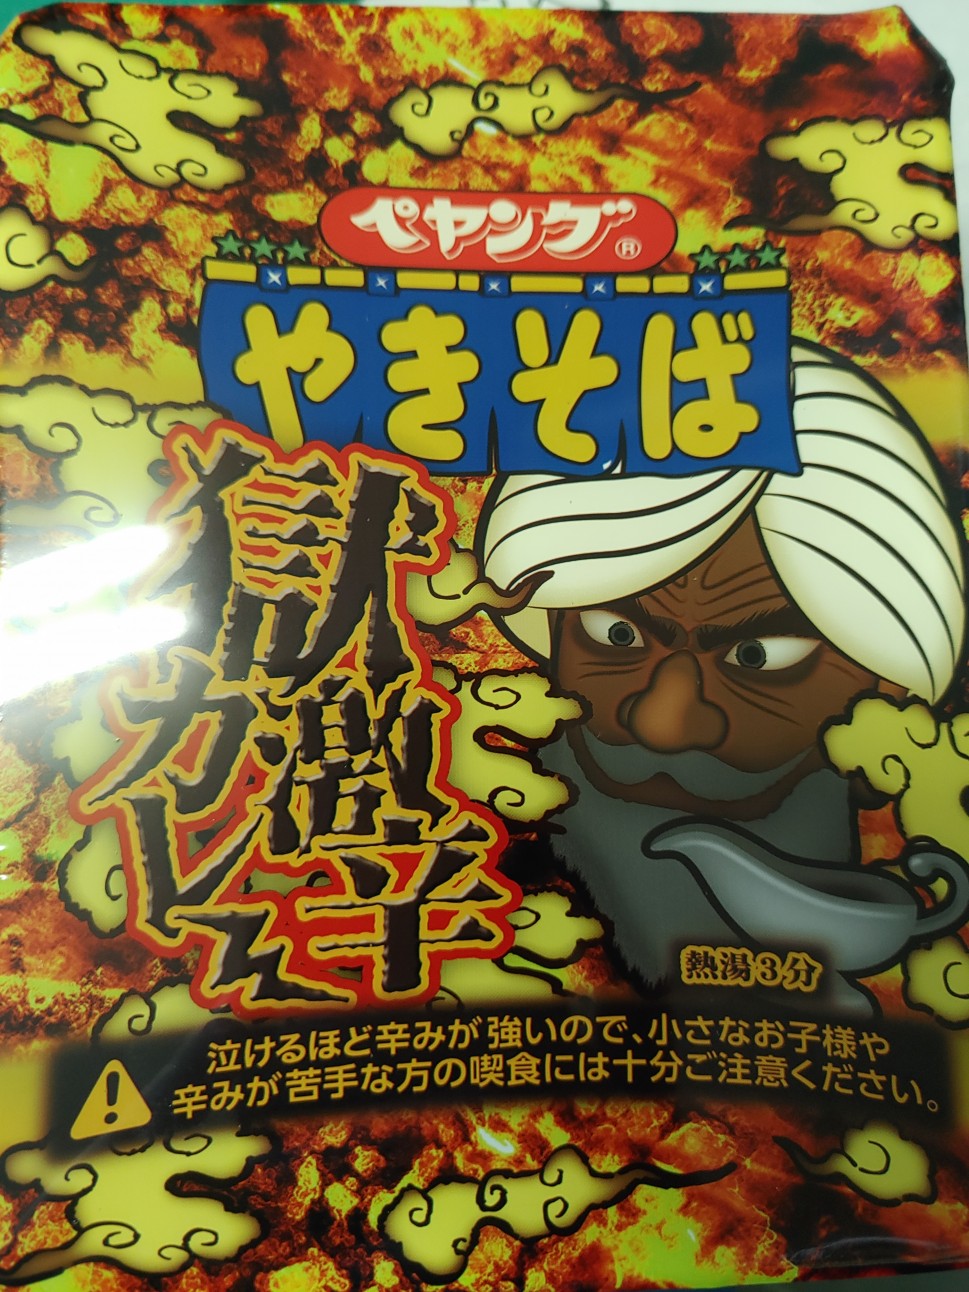 ペヤング®
やきそば
獄激辛
カレー
熱湯3分
泣けるほど辛みが強いので、小さなお子様や
辛みが苦手な方の喫食には十分ご注意ください。